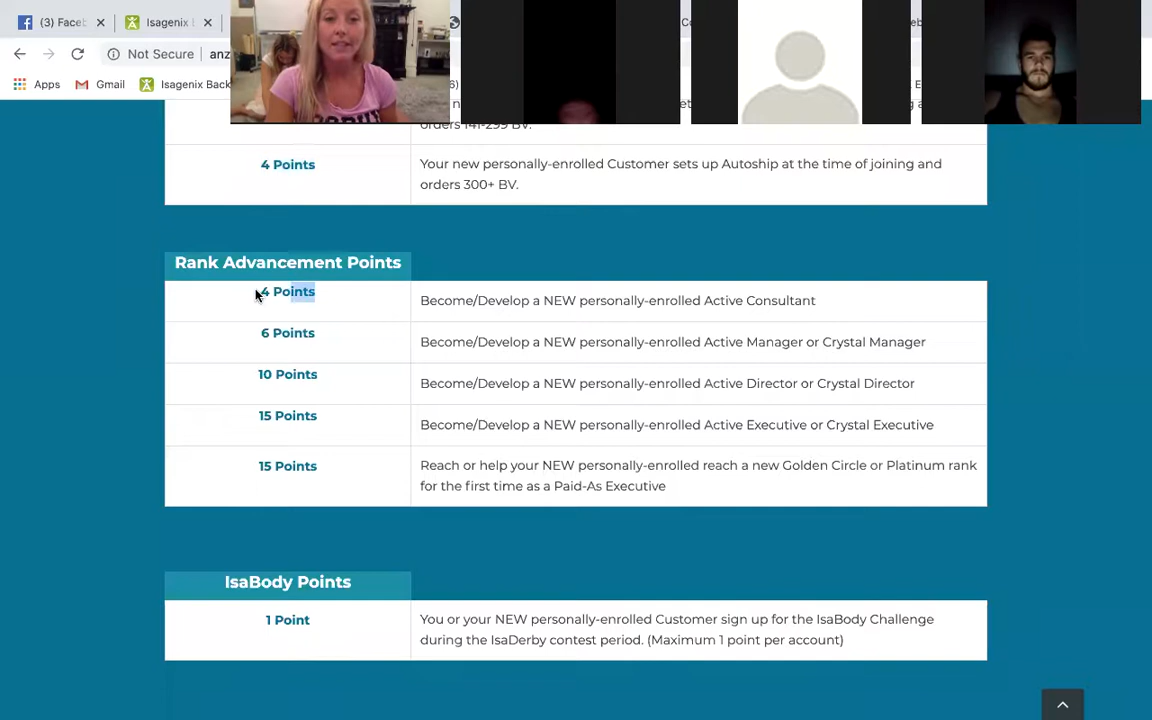 (3) Faceb
Isagenix B
Not Secure
anz
Apps
Gmail
Isagenix Back
orders 141-299 BV.
4 Points
Your new personally-enrolled Customer sets up Autoship at the time of joining and
orders 300+ BV.
Rank Advancement Points
4 Points
Become/Develop a NEW personally-enrolled Active Consultant
6 Points
Become/Develop a NEW personally-enrolled Active Manager or Crystal Manager
10 Points
Become/Develop a NEW personally-enrolled Active Director or Crystal Director
15 Points
Become/Develop a NEW personally-enrolled Active Executive or Crystal Executive
15 Points
Reach or help your NEW personally-enrolled reach a new Golden Circle or Platinum rank
for the first time as a Paid-As Executive
IsaBody Points
1 Point
You or your NEW personally-enrolled Customer sign up for the IsaBody Challenge
during the IsaDerby contest period. (Maximum 1 point per account)